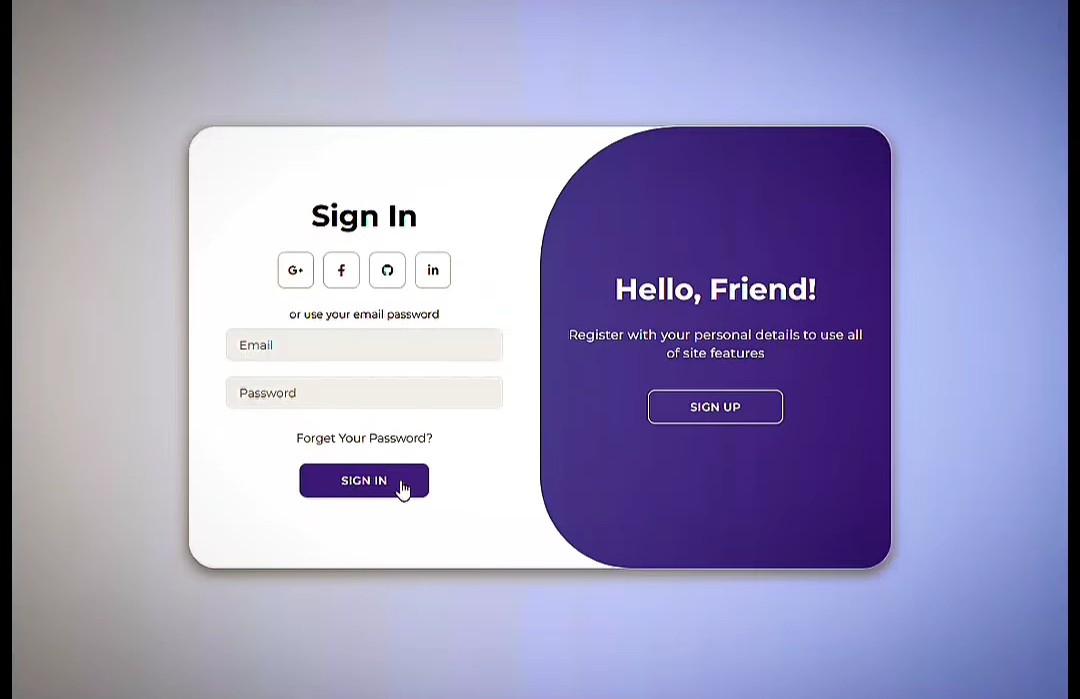 Sign In
G+
f
in
or use your email password
Email
Password
Forget Your Password?
SIGN IN
Hello, Friend!
Register with your personal details to use all
of site features
SIGN UP